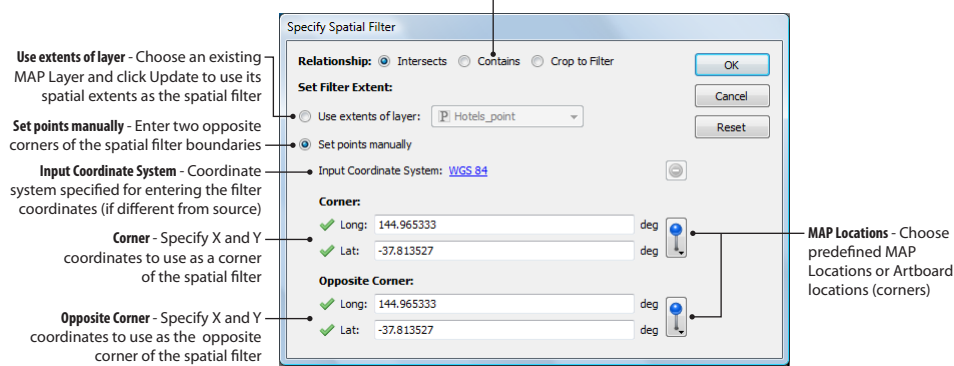 Specify Spatial Filter
Relationship: Intersects Contains Crop to Filter
OK
Set Filter Extent:
Cancel
Use extents of layer: P Hotels_point
Reset
Set points manually
Input Coordinate System: WGS 84
Corner:
Long: 144.965333 deg
Lat: -37.813527 deg
Opposite Corner:
Long: 144.965333 deg
Lat: -37.813527 deg
Use extents of layer - Choose an existing
MAP Layer and click Update to use its
spatial extents as the spatial filter
Set points manually - Enter two opposite
corners of the spatial filter boundaries
Input Coordinate System - Coordinate
system specified for entering the filter
coordinates (if different from source)
Corner - Specify X and Y
coordinates to use as a corner
of the spatial filter
Opposite Corner - Specify X and Y
coordinates to use as the opposite
corner of the spatial filter
MAP Locations - Choose
predefined MAP
Locations or Artboard
locations (corners)